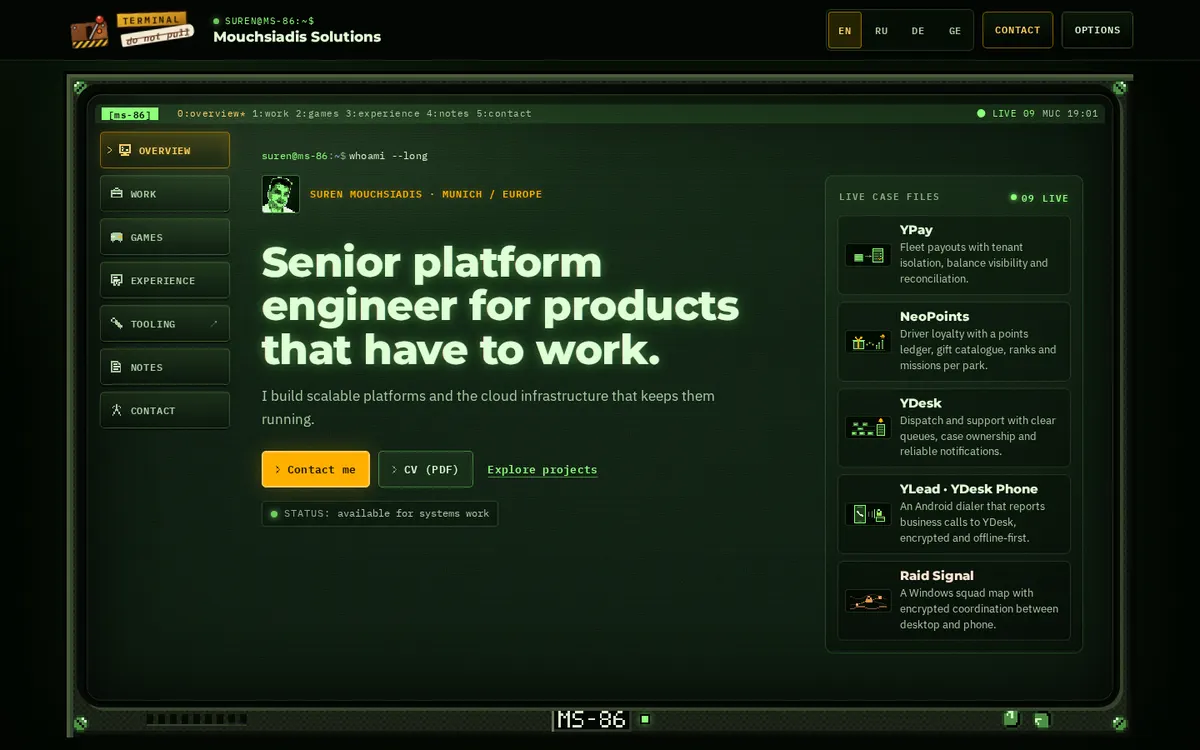 TERMINAL
do not pull
SUREN@MS-86:~$
Mouchsiadis Solutions
EN RU DE GE
CONTACT
OPTIONS
[ms-86] 0:overview* 1:work 2:games 3:experience 4:notes 5:contact
LIVE 09 MUC 19:01
> OVERVIEW
WORK
GAMES
EXPERIENCE
TOOLING ↗
NOTES
CONTACT
suren@ms-86:~$ whoami --long
SUREN MOUCHSIADIS · MUNICH / EUROPE
Senior platform
engineer for products
that have to work.
I build scalable platforms and the cloud infrastructure that keeps them
running.
> Contact me
> CV (PDF)
Explore projects
STATUS: available for systems work
LIVE CASE FILES
09 LIVE
YPay
Fleet payouts with tenant
isolation, balance visibility and
reconciliation.
NeoPoints
Driver loyalty with a points
ledger, gift catalogue, ranks and
missions per park.
YDesk
Dispatch and support with clear
queues, case ownership and
reliable notifications.
YLead · YDesk Phone
An Android dialer that reports
business calls to YDesk,
encrypted and offline-first.
Raid Signal
A Windows squad map with
encrypted coordination between
desktop and phone.
MS-86